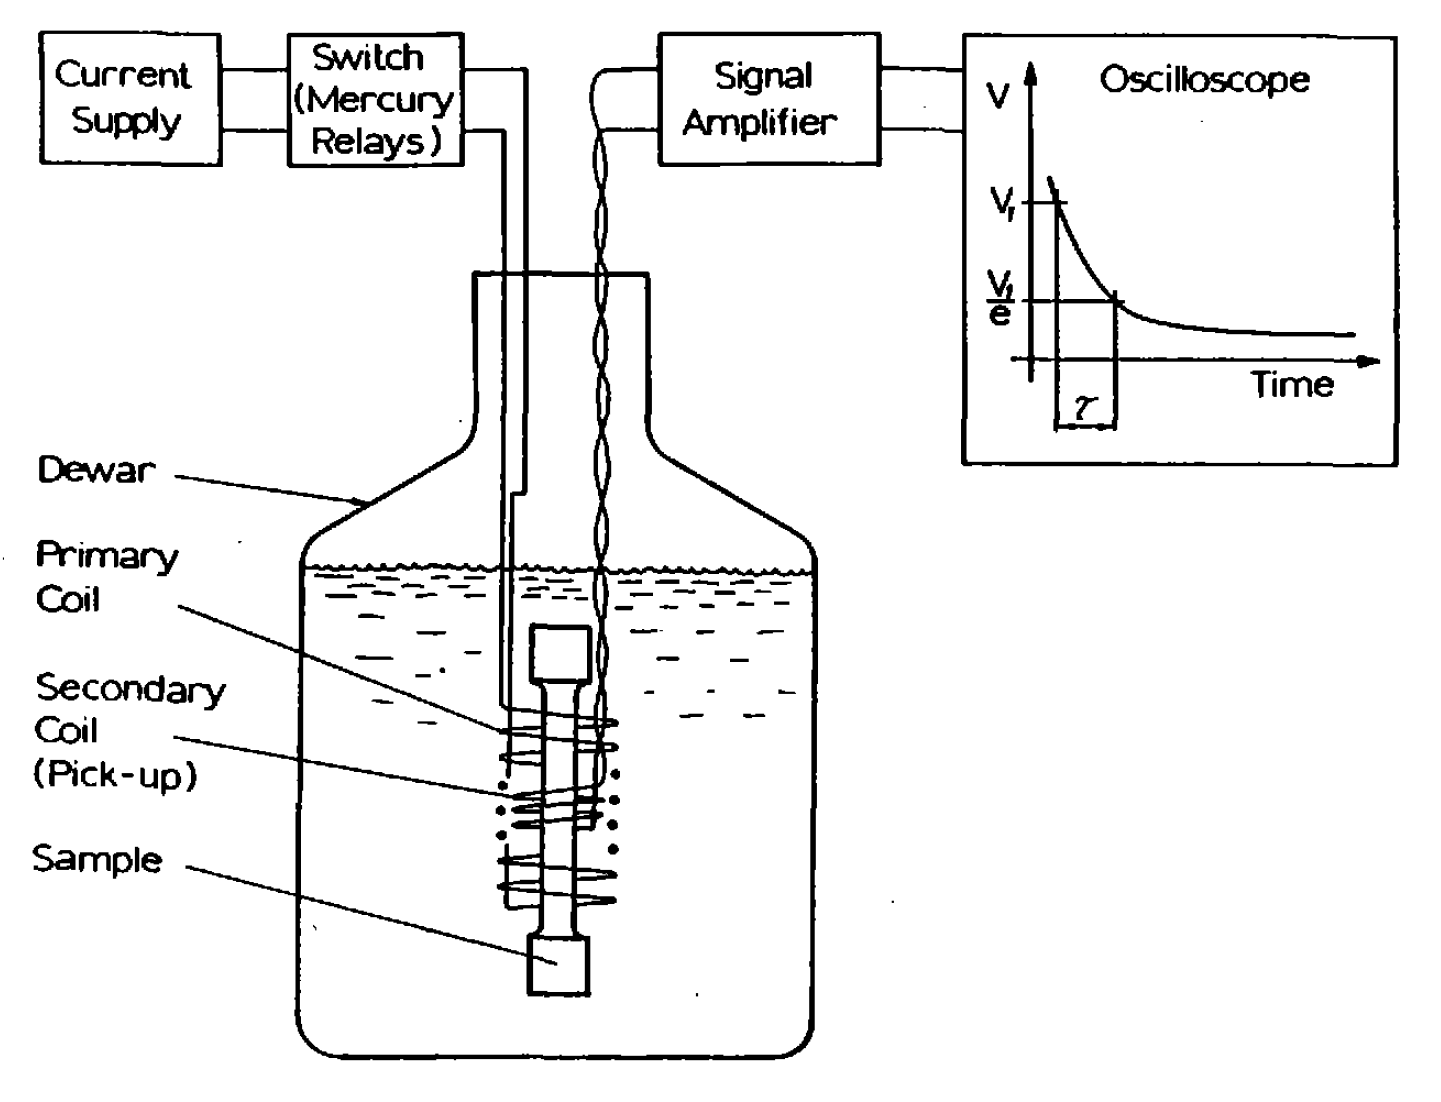 Current
Supply
Switch
(Mercury
Relays)
Signal
Amplifier
Oscilloscope
V
V₁
V₁
e
Time
τ
Dewar
Primary
Coil
Secondary
Coil
(Pick-up)
Sample